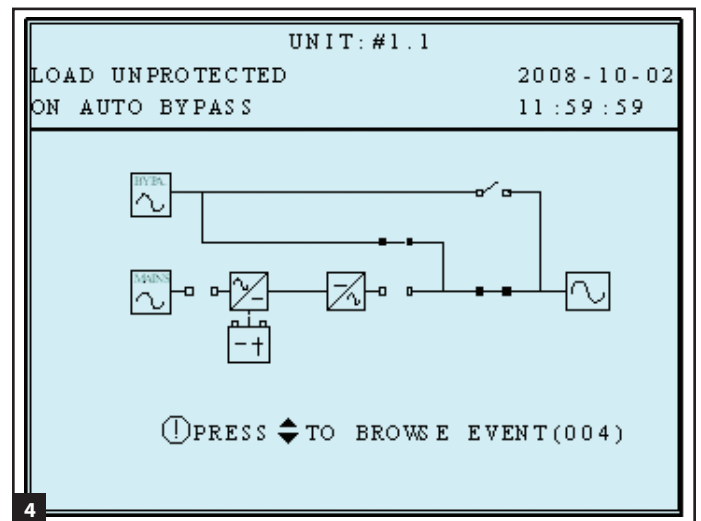 UNIT:#1.1
LOAD UNPROTECTED 2008-10-02
ON AUTO BYPASS 11:59:59
BYPA.
MAINS
PRESS TO BROWSE EVENT(004)
4